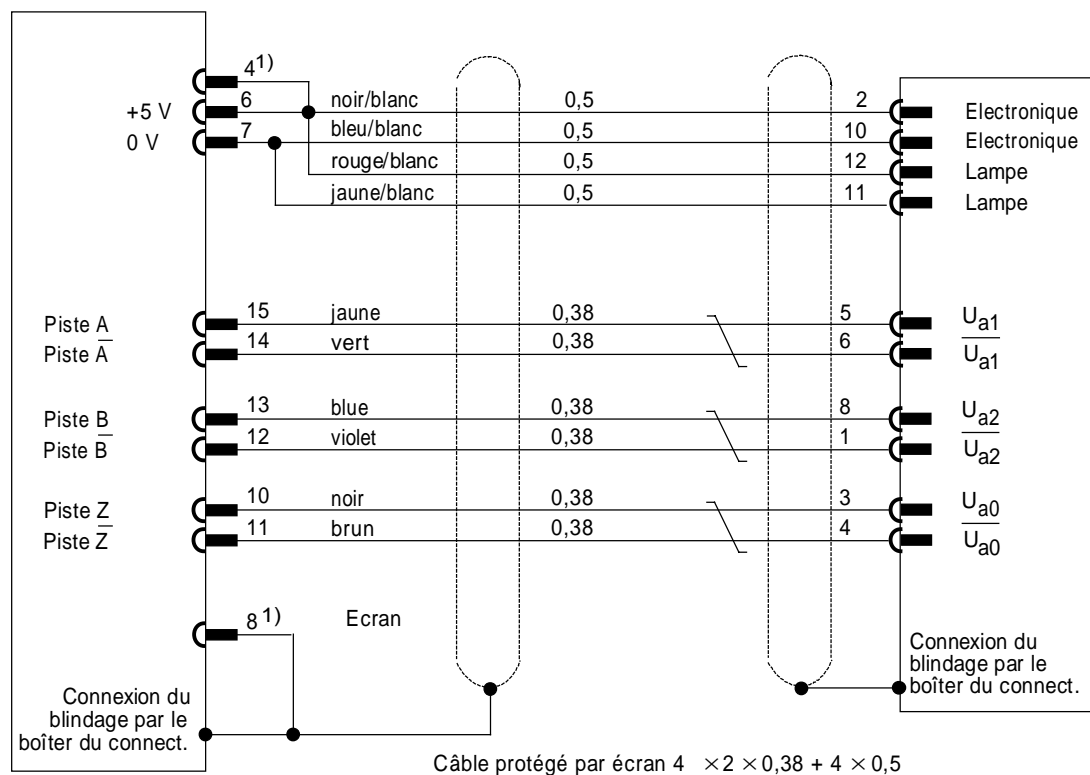 4 1)
+5 V 6 noir/blanc 0,5 2 Electronique
0 V 7 bleu/blanc 0,5 10 Electronique
rouge/blanc 0,5 12 Lampe
jaune/blanc 0,5 11 Lampe
Piste A 15 jaune 0,38 5 Ua1
Piste A̅ 14 vert 0,38 6 U̅a1
Piste B 13 blue 0,38 8 Ua2
Piste B̅ 12 violet 0,38 1 U̅a2
Piste Z 10 noir 0,38 3 Ua0
Piste Z̅ 11 brun 0,38 4 U̅a0
8 1) Ecran
Connexion du
blindage par le
boîter du connect.
Connexion du
blindage par le
boîter du connect.
Câble protégé par écran 4 ×2 ×0,38 + 4 ×0,5